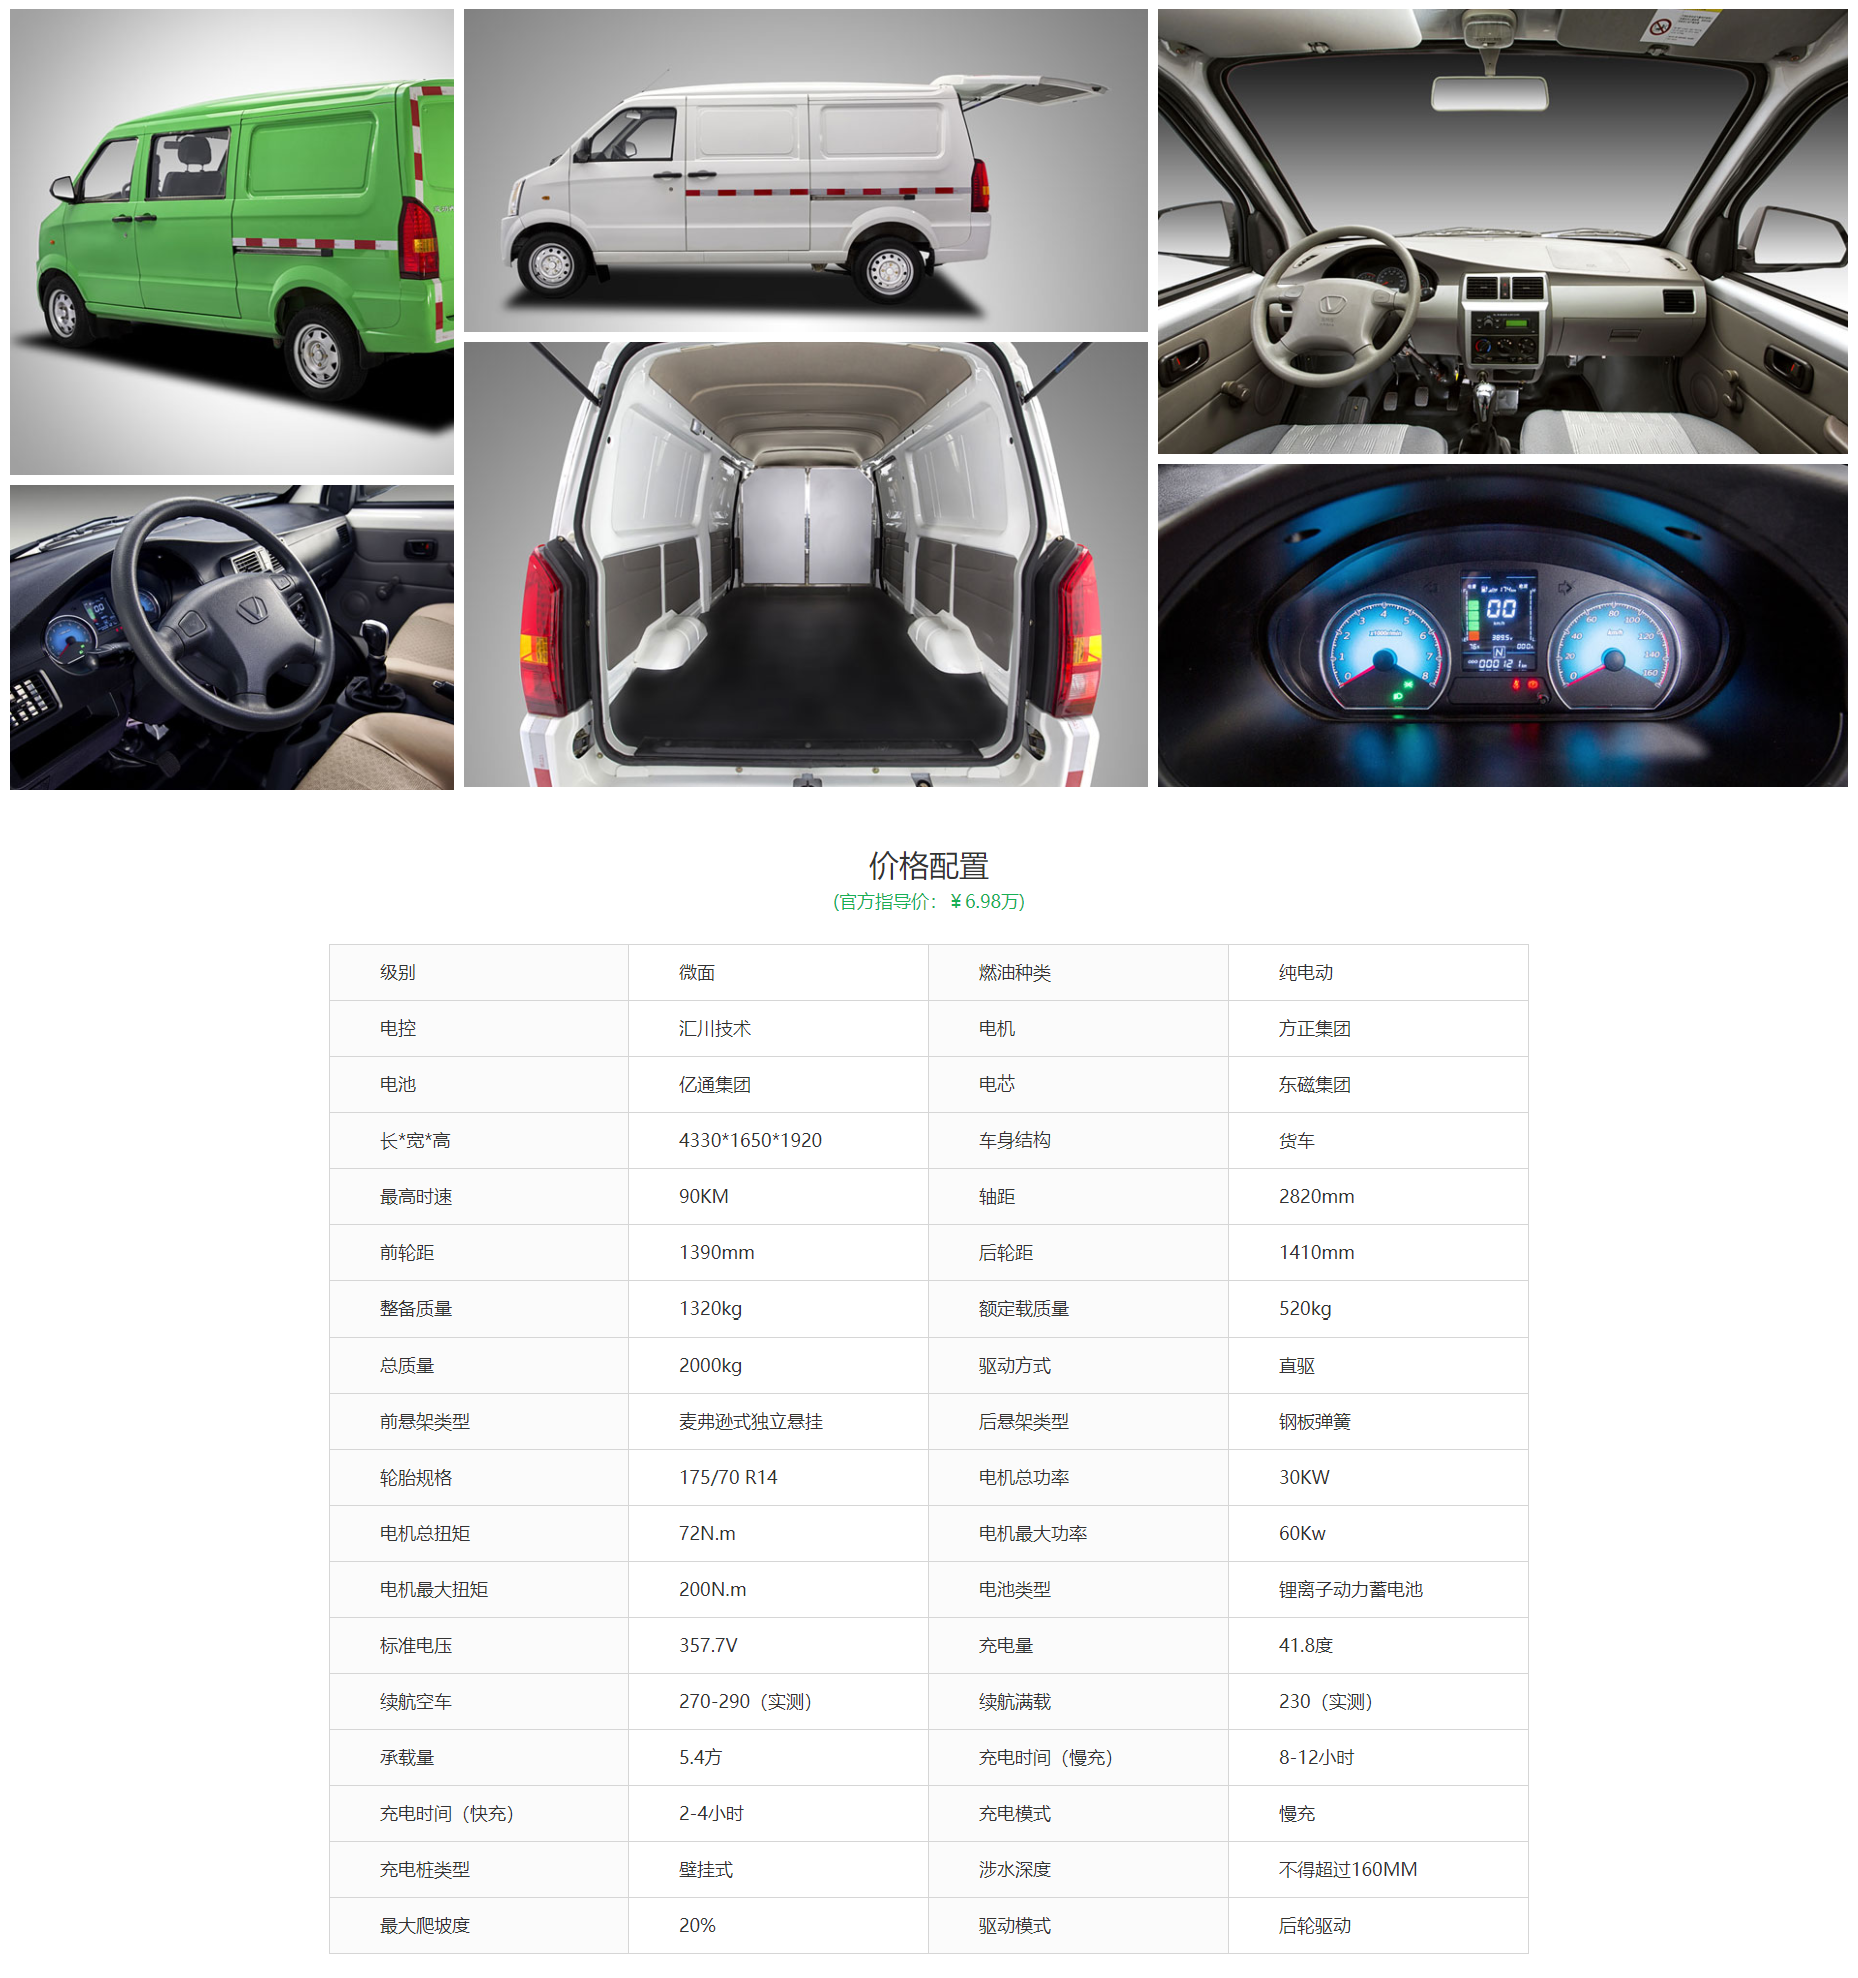 价格配置
(官方指导价：￥6.98万)
级别 微面 燃油种类 纯电动
电控 汇川技术 电机 方正集团
电池 亿通集团 电芯 东磁集团
长*宽*高 4330*1650*1920 车身结构 货车
最高时速 90KM 轴距 2820mm
前轮距 1390mm 后轮距 1410mm
整备质量 1320kg 额定载质量 520kg
总质量 2000kg 驱动方式 直驱
前悬架类型 麦弗逊式独立悬挂 后悬架类型 钢板弹簧
轮胎规格 175/70 R14 电机总功率 30KW
电机总扭矩 72N.m 电机最大功率 60Kw
电机最大扭矩 200N.m 电池类型 锂离子动力蓄电池
标准电压 357.7V 充电量 41.8度
续航空车 270-290（实测） 续航满载 230（实测）
承载量 5.4方 充电时间（慢充） 8-12小时
充电时间（快充） 2-4小时 充电模式 慢充
充电桩类型 壁挂式 涉水深度 不得超过160MM
最大爬坡度 20% 驱动模式 后轮驱动